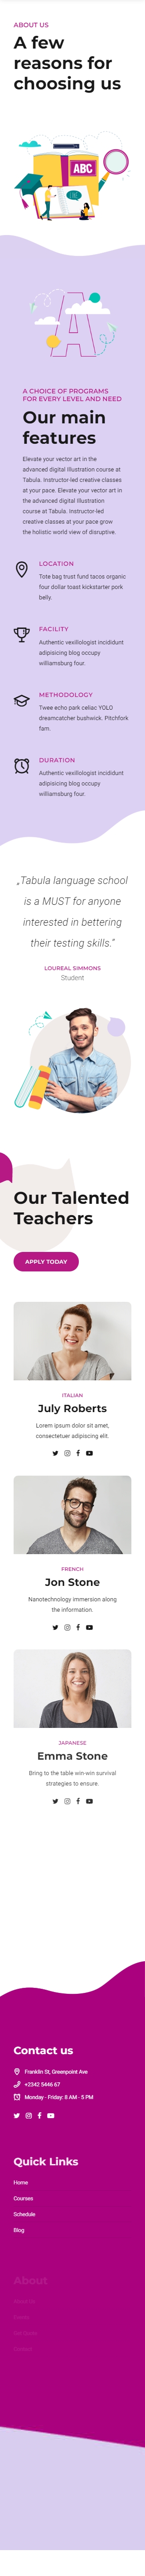 ABOUT US
A few
reasons for
choosing us
ABC
A CHOICE OF PROGRAMS
FOR EVERY LEVEL AND NEED
Our main
features
Elevate your vector art in the
advanced digital illustration course at
Tabula. Instructor-led creative classes
at your pace. Elevate your vector art in
the advanced digital illustration
course at Tabula. Instructor-led
creative classes at your pace grow
the holistic world view of disruptive.
LOCATION
Tote bag trust fund tacos organic
four dollar toast kickstarter pork
belly.
FACILITY
Authentic vexillologist incididunt
adipisicing blog occupy
williamsburg four.
METHODOLOGY
Twee echo park celiac YOLO
dreamcatcher bushwick. Pitchfork
fam.
DURATION
Authentic vexillologist incididunt
adipisicing blog occupy
williamsburg four.
„Tabula language school
is a MUST for anyone
interested in bettering
their testing skills.“
LOUREAL SIMMONS
Student
Our Talented
Teachers
APPLY TODAY
ITALIAN
July Roberts
Lorem ipsum dolor sit amet,
consectetuer adipiscing elit.
FRENCH
Jon Stone
Nanotechnology immersion along
the information.
JAPANESE
Emma Stone
Bring to the table win-win survival
strategies to ensure.
Contact us
Franklin St, Greenpoint Ave
+2342 5446 67
Monday - Friday: 8 AM - 5 PM
Quick Links
Home
Courses
Schedule
Blog
About